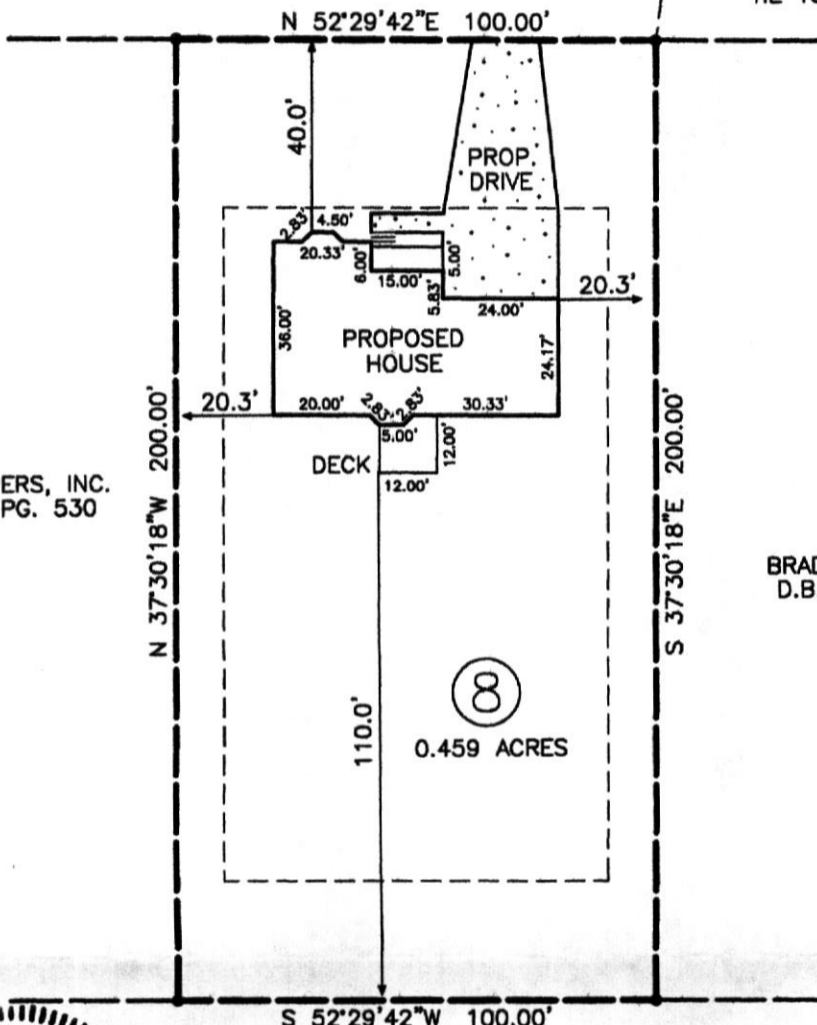 N 52°29'42"E 100.00'
40.0'
PROP.
DRIVE
2.83'
4.50'
20.33'
6.00'
15.00'
5.00'
5.83'
24.00'
20.3'
36.00'
PROPOSED
HOUSE
24.17'
20.3'
20.00'
2.83'
2.83'
5.00'
30.33'
DECK
12.00'
12.00'
N 37°30'18"W 200.00'
S 37°30'18"E 200.00'
ERS, INC.
PG. 530
BRAD
D.B
110.0'
8
0.459 ACRES
S 52°29'42"W 100.00'